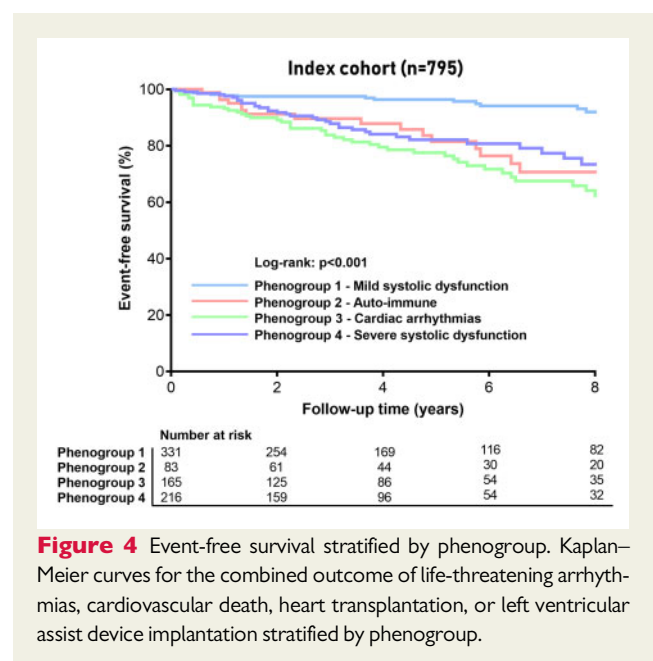 Index cohort (n=795)
100
80
60
40
20
0
Event-free survival (%)
Log-rank: p<0.001
Phenogroup 1 - Mild systolic dysfunction
Phenogroup 2 - Auto-immune
Phenogroup 3 - Cardiac arrhythmias
Phenogroup 4 - Severe systolic dysfunction
0 2 4 6 8
Follow-up time (years)
Number at risk
Phenogroup 1 331 254 169 116 82
Phenogroup 2 83 61 44 30 20
Phenogroup 3 165 125 86 54 35
Phenogroup 4 216 159 96 54 32
Figure 4 Event-free survival stratified by phenogroup. Kaplan–
Meier curves for the combined outcome of life-threatening arrhyth-
mias, cardiovascular death, heart transplantation, or left ventricular
assist device implantation stratified by phenogroup.